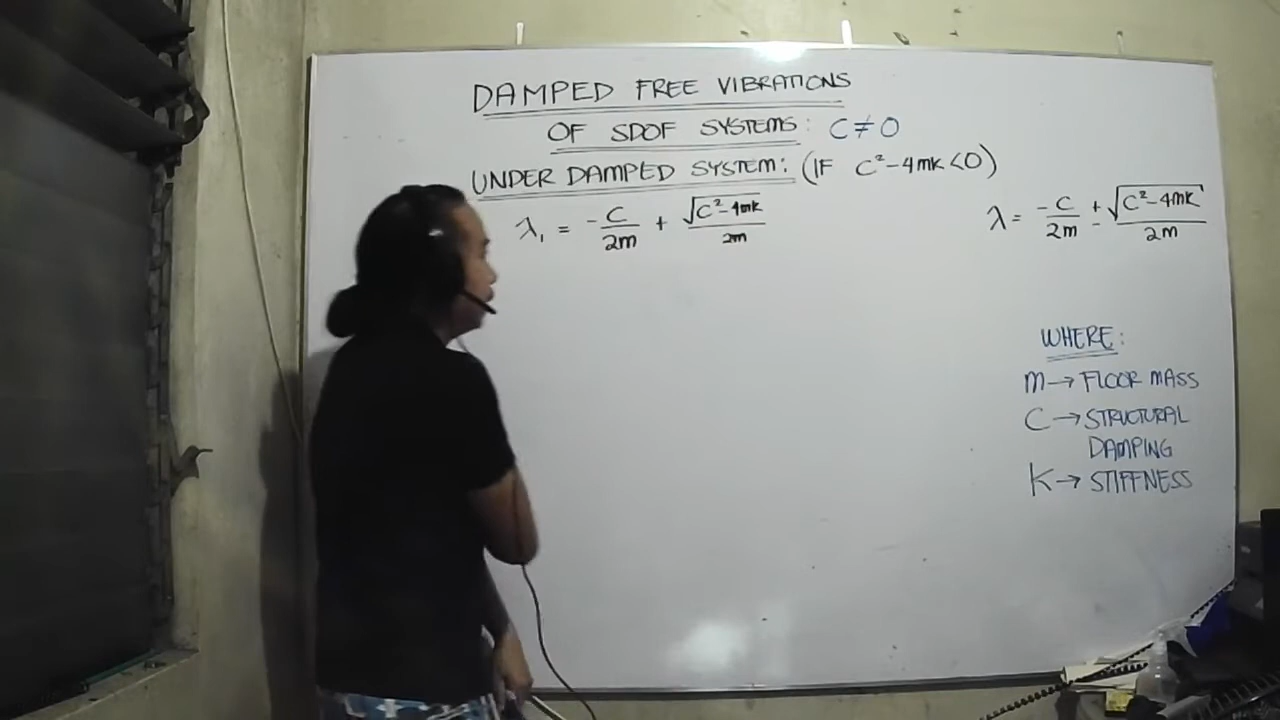 DAMPED FREE VIBRATIONS
OF SDOF SYSTEMS: C≠0
UNDER DAMPED SYSTEM: (IF C²-4mk<0)
λ₁ = -C/2m + √(C²-4mk)/2m
λ = -C/2m ± √(C²-4mk)/2m
WHERE:
m→FLOOR MASS
C→STRUCTURAL
DAMPING
K→STIFFNESS